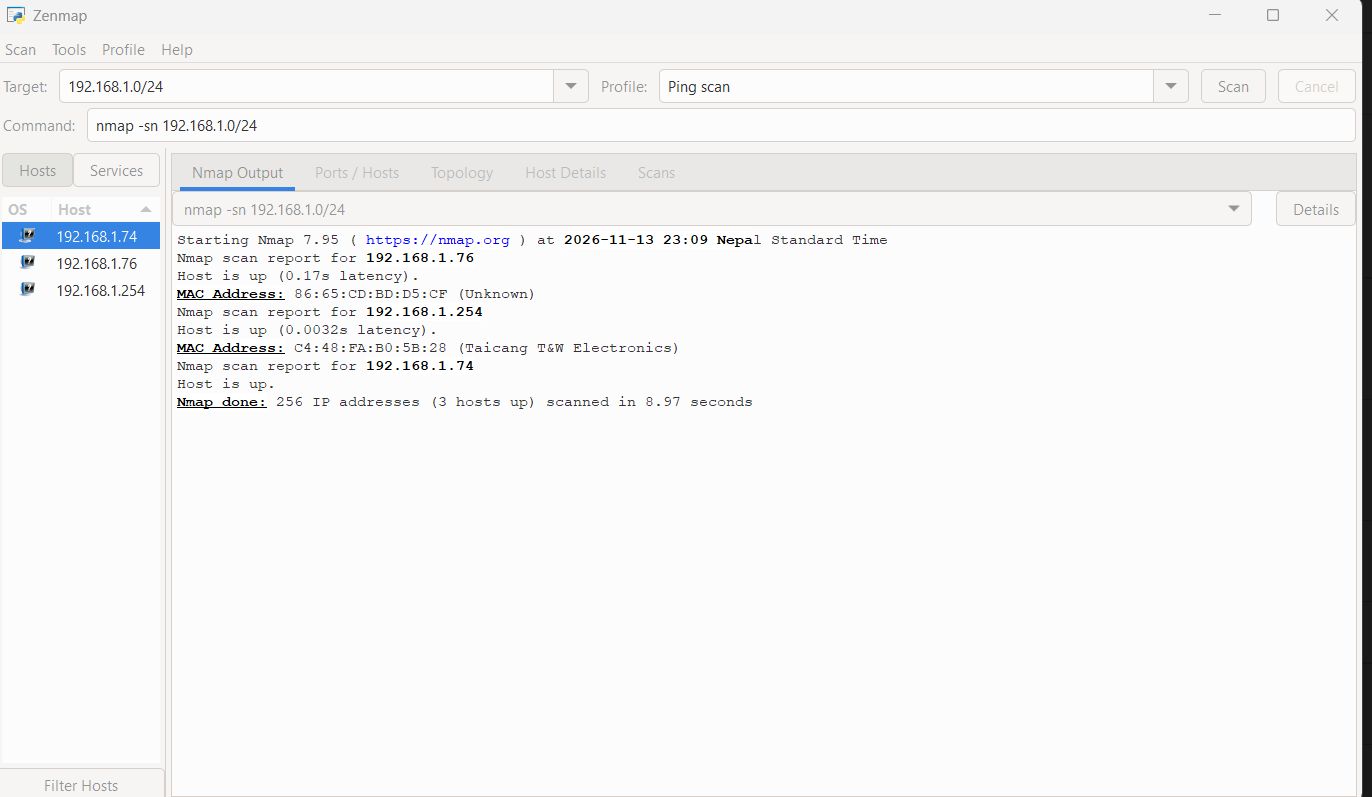 Zenmap
Scan Tools Profile Help
Target: 192.168.1.0/24 Profile: Ping scan Scan Cancel
Command: nmap -sn 192.168.1.0/24
Hosts Services
Nmap Output Ports / Hosts Topology Host Details Scans
OS Host
nmap -sn 192.168.1.0/24 Details
192.168.1.74
192.168.1.76
192.168.1.254
Starting Nmap 7.95 ( https://nmap.org ) at 2026-11-13 23:09 Nepal Standard Time
Nmap scan report for 192.168.1.76
Host is up (0.17s latency).
MAC Address: 86:65:CD:BD:D5:CF (Unknown)
Nmap scan report for 192.168.1.254
Host is up (0.0032s latency).
MAC Address: C4:48:FA:B0:5B:28 (Taicang T&W Electronics)
Nmap scan report for 192.168.1.74
Host is up.
Nmap done: 256 IP addresses (3 hosts up) scanned in 8.97 seconds
Filter Hosts